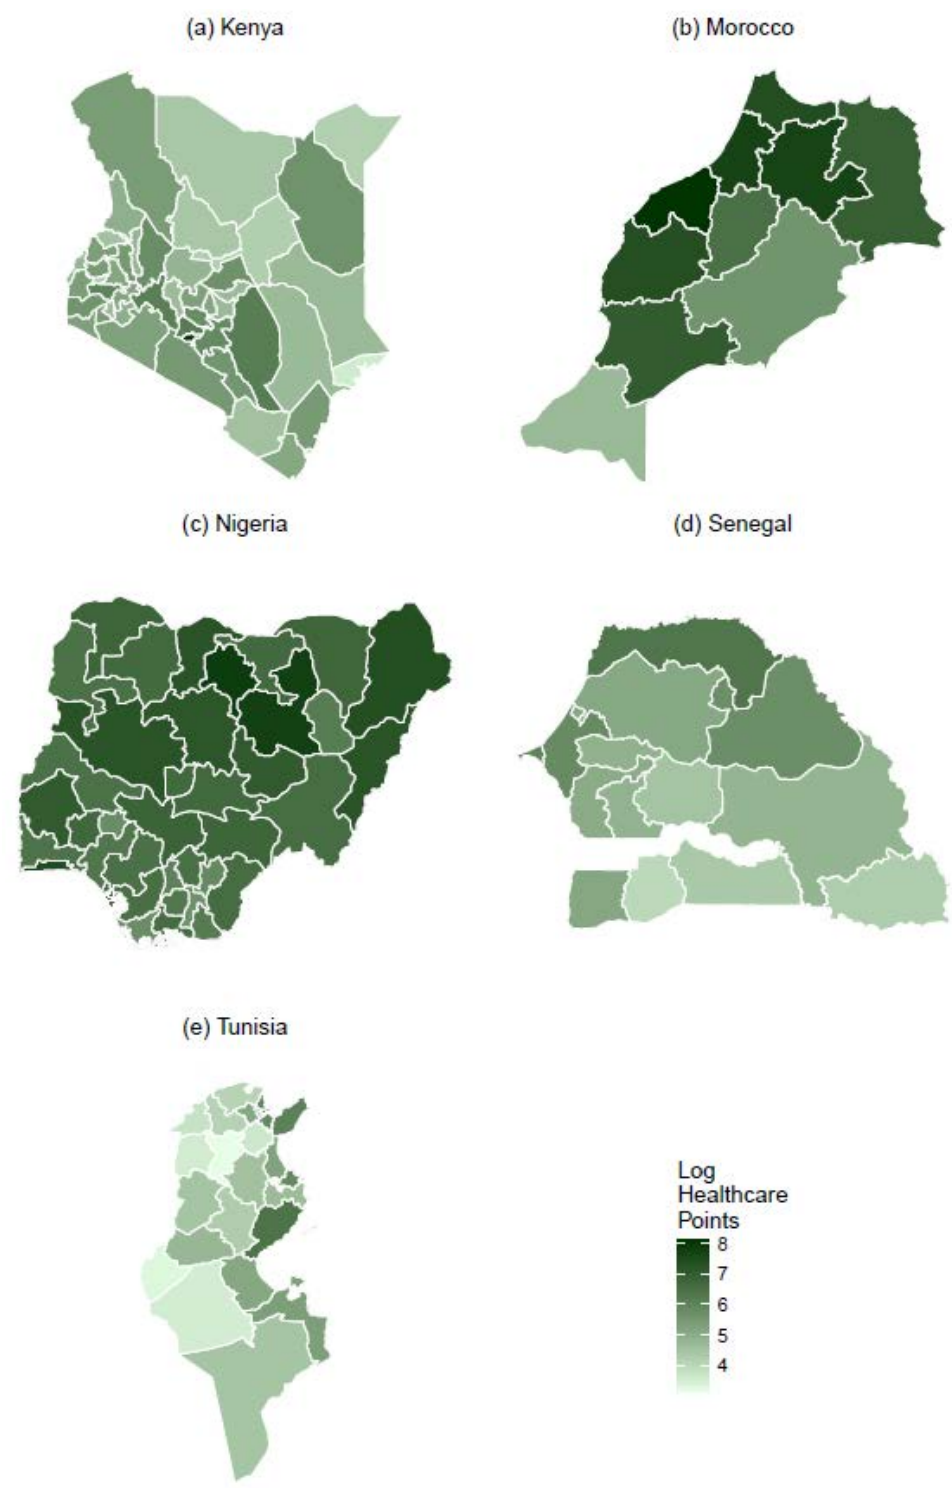 (a) Kenya
(b) Morocco
(c) Nigeria
(d) Senegal
(e) Tunisia
Log
Healthcare
Points
8
7
6
5
4